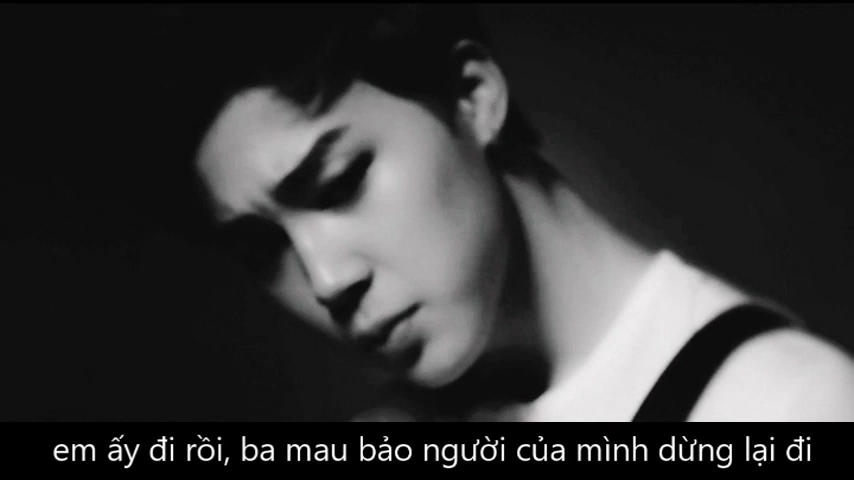 em ấy đi rồi, ba mau bảo người của mình dừng lại đi